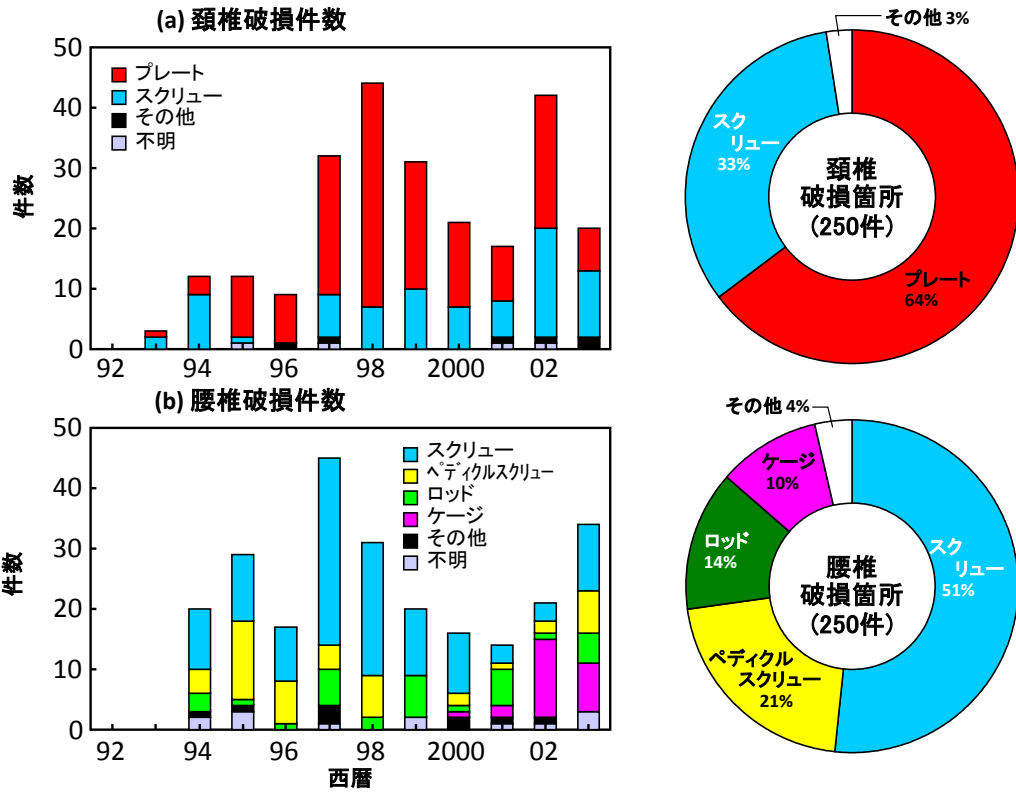 (a) 頚椎破損件数
50
40
30
20
10
0
件数
プレート
スクリュー
その他
不明
92
94
96
98
2000
02
その他 3%
スク
リュー
33%
頚椎
破損箇所
(250件)
プレート
64%
(b) 腰椎破損件数
50
40
30
20
10
0
件数
スクリュー
ペディクルスクリュー
ロッド
ケージ
その他
不明
92
94
96
98
2000
02
西暦
その他 4%
ケージ
10%
ロッド
14%
スク
リュー
51%
腰椎
破損箇所
(250件)
ペディクル
スクリュー
21%